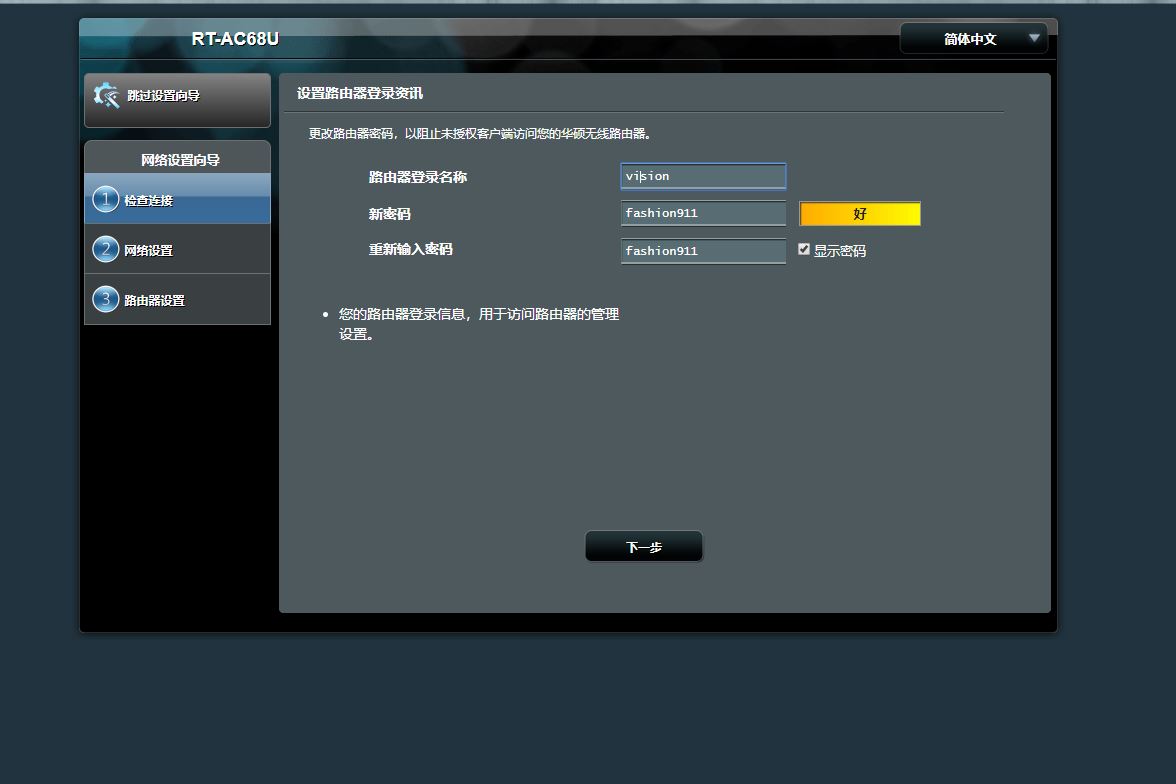 RT-AC68U
简体中文
跳过设置向导
网络设置向导
1 检查连接
2 网络设置
3 路由器设置
设置路由器登录资讯
更改路由器密码，以阻止未授权客户端访问您的华硕无线路由器。
路由器登录名称 vision
新密码 fashion911 好
重新输入密码 fashion911 显示密码
• 您的路由器登录信息，用于访问路由器的管理
设置。
下一步